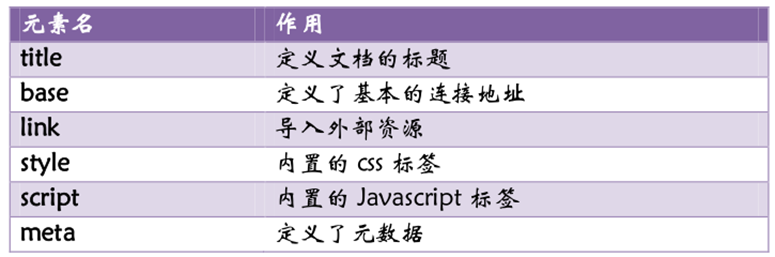 元素名 作用
title 定义文档的标题
base 定义了基本的连接地址
link 导入外部资源
style 内置的 css 标签
script 内置的 Javascript 标签
meta 定义了元数据